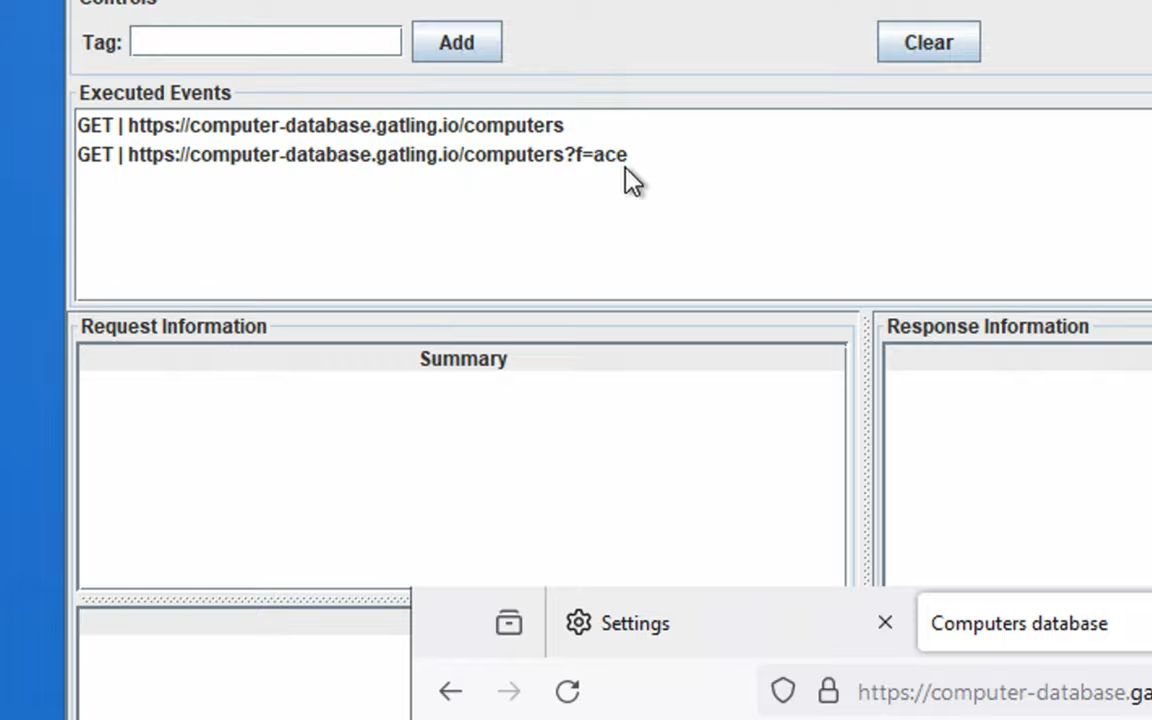 Controls
Tag: Add Clear
Executed Events
GET | https://computer-database.gatling.io/computers
GET | https://computer-database.gatling.io/computers?f=ace
Request Information Response Information
Summary
Settings Computers database
https://computer-database.ga